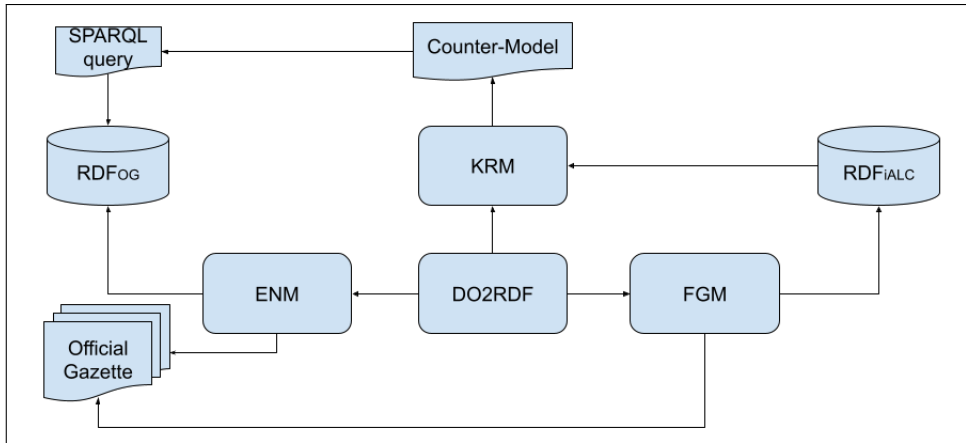 SPARQL
query
Counter-Model
RDFOG
KRM
RDFiALC
ENM
DO2RDF
FGM
Official
Gazette